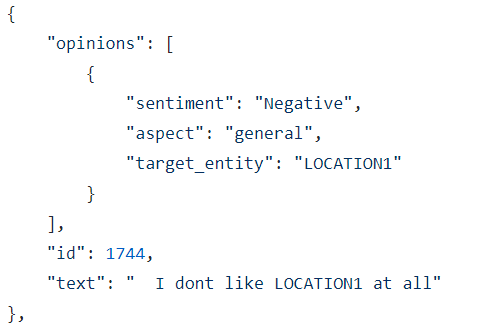 {
    "opinions": [
        {
            "sentiment": "Negative",
            "aspect": "general",
            "target_entity": "LOCATION1"
        }
    ],
    "id": 1744,
    "text": "  I dont like LOCATION1 at all"
},